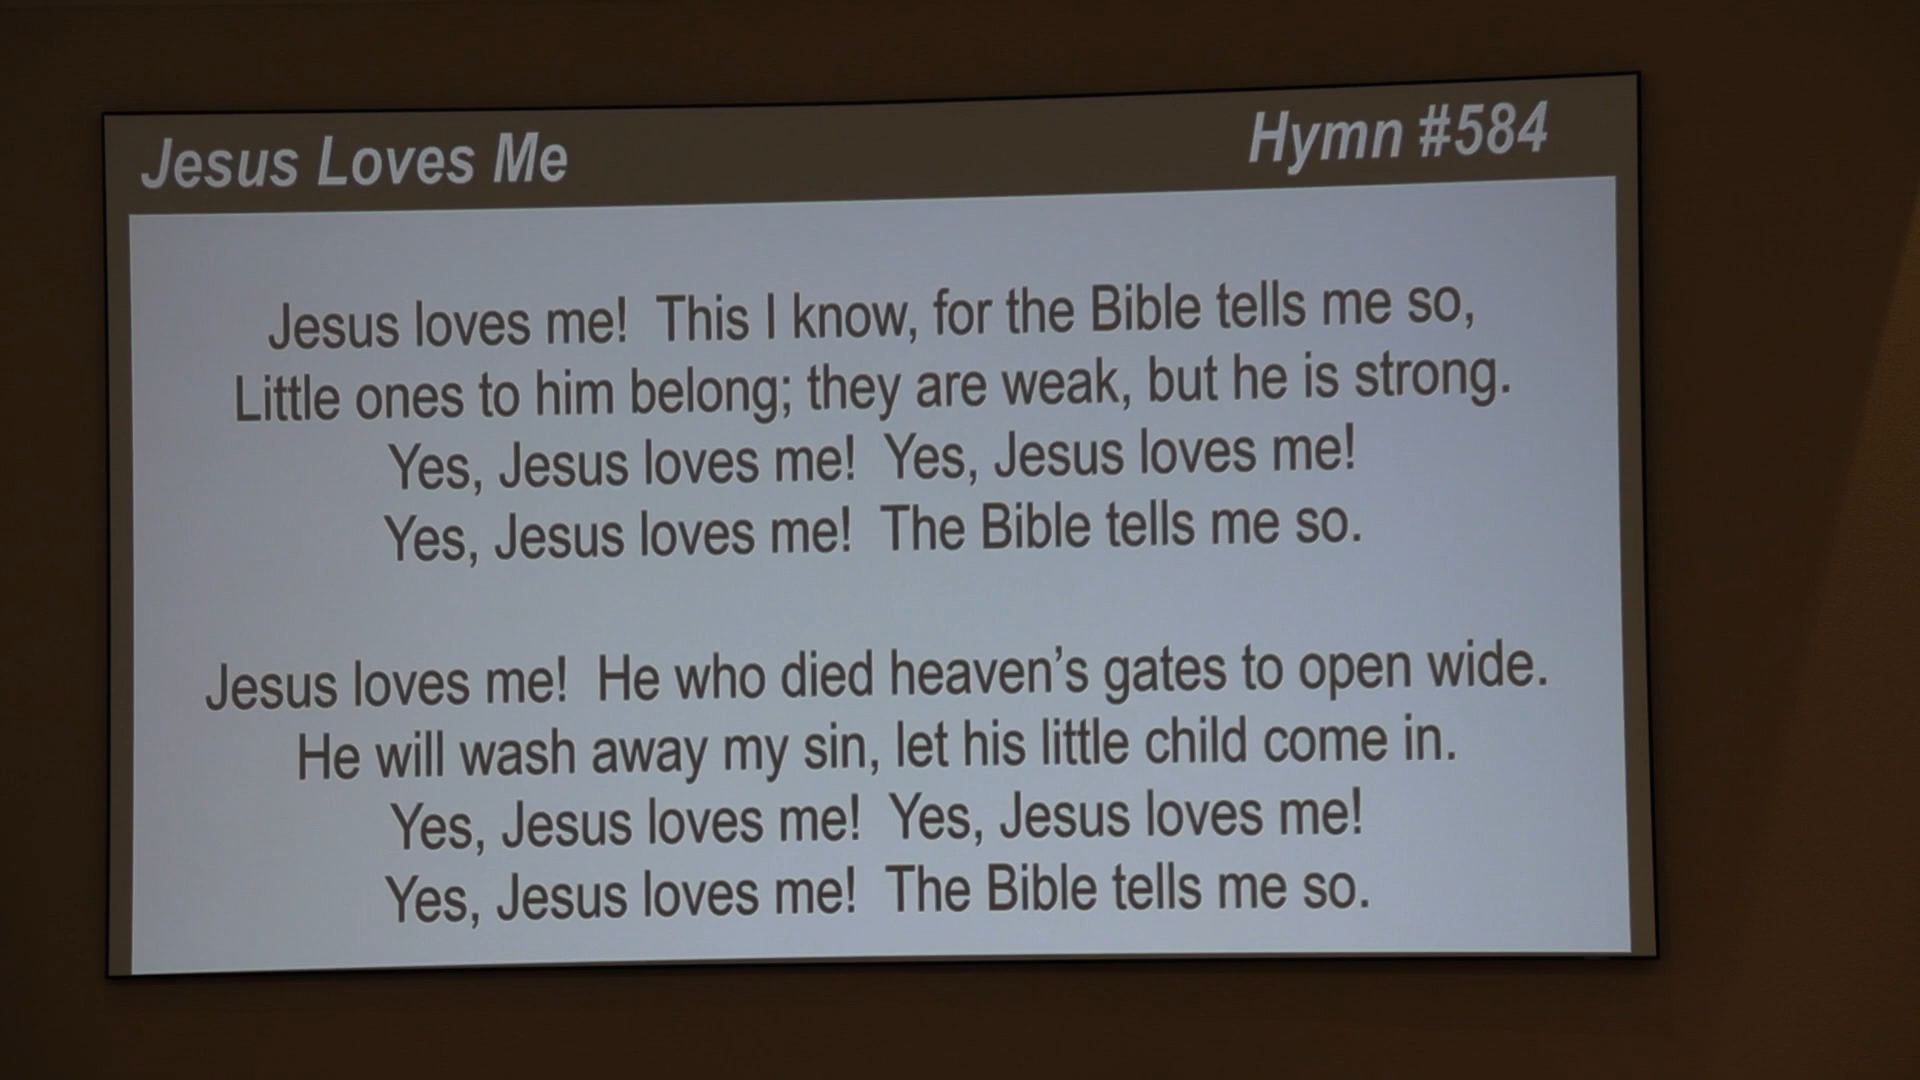 Jesus Loves Me
Hymn #584
Jesus loves me! This I know, for the Bible tells me so,
Little ones to him belong; they are weak, but he is strong.
Yes, Jesus loves me! Yes, Jesus loves me!
Yes, Jesus loves me! The Bible tells me so.
Jesus loves me! He who died heaven’s gates to open wide.
He will wash away my sin, let his little child come in.
Yes, Jesus loves me! Yes, Jesus loves me!
Yes, Jesus loves me! The Bible tells me so.